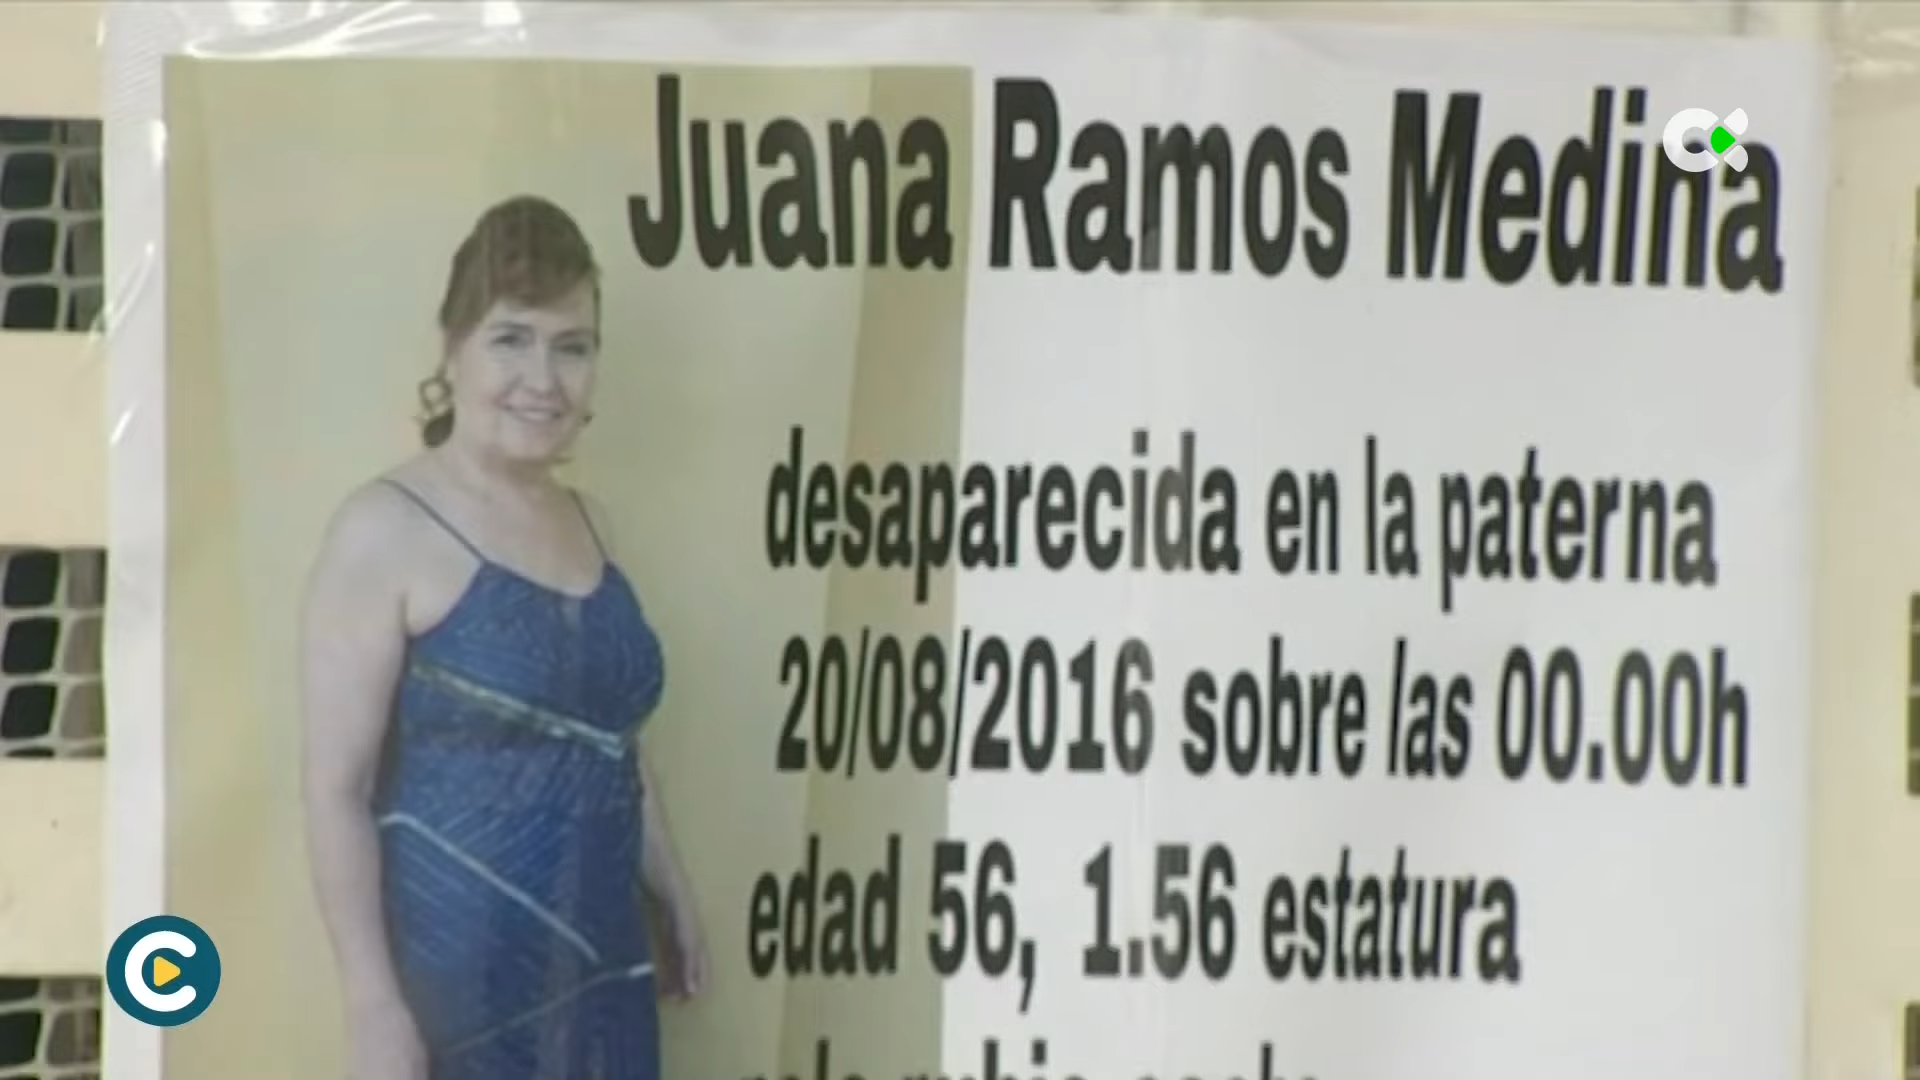 Juana Ramos Medina
desaparecida en la paterna
20/08/2016 sobre las 00.00h
edad 56, 1.56 estatura